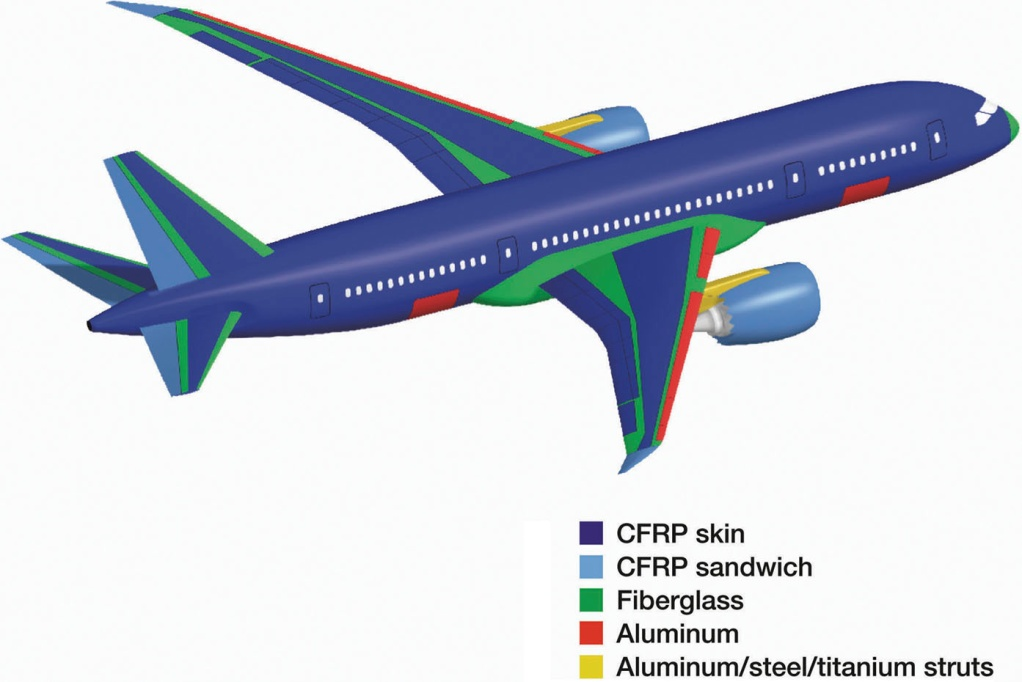 CFRP skin
CFRP sandwich
Fiberglass
Aluminum
Aluminum/steel/titanium struts